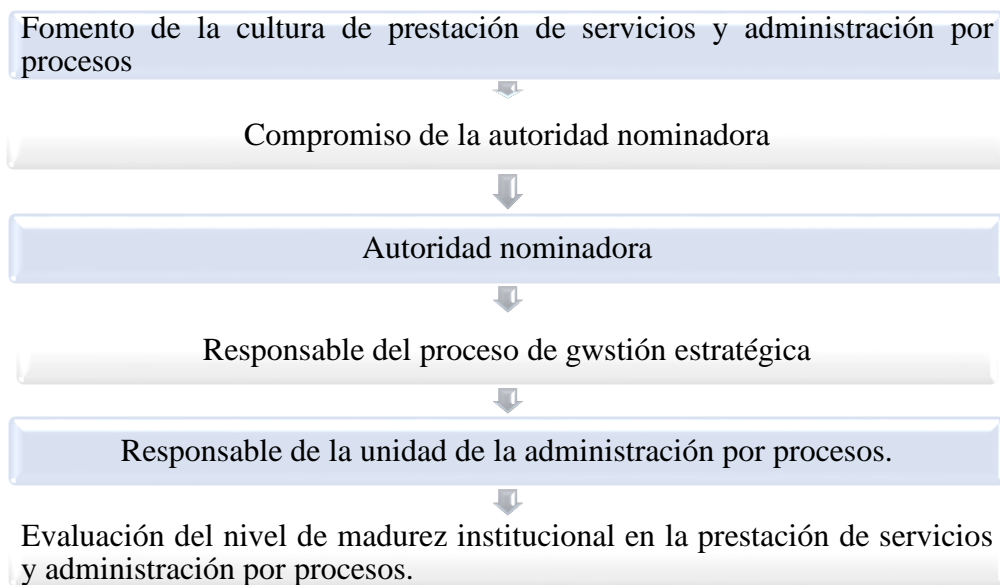 Fomento de la cultura de prestación de servicios y administración por
procesos
Compromiso de la autoridad nominadora
Autoridad nominadora
Responsable del proceso de gwstión estratégica
Responsable de la unidad de la administración por procesos.
Evaluación del nivel de madurez institucional en la prestación de servicios
y administración por procesos.